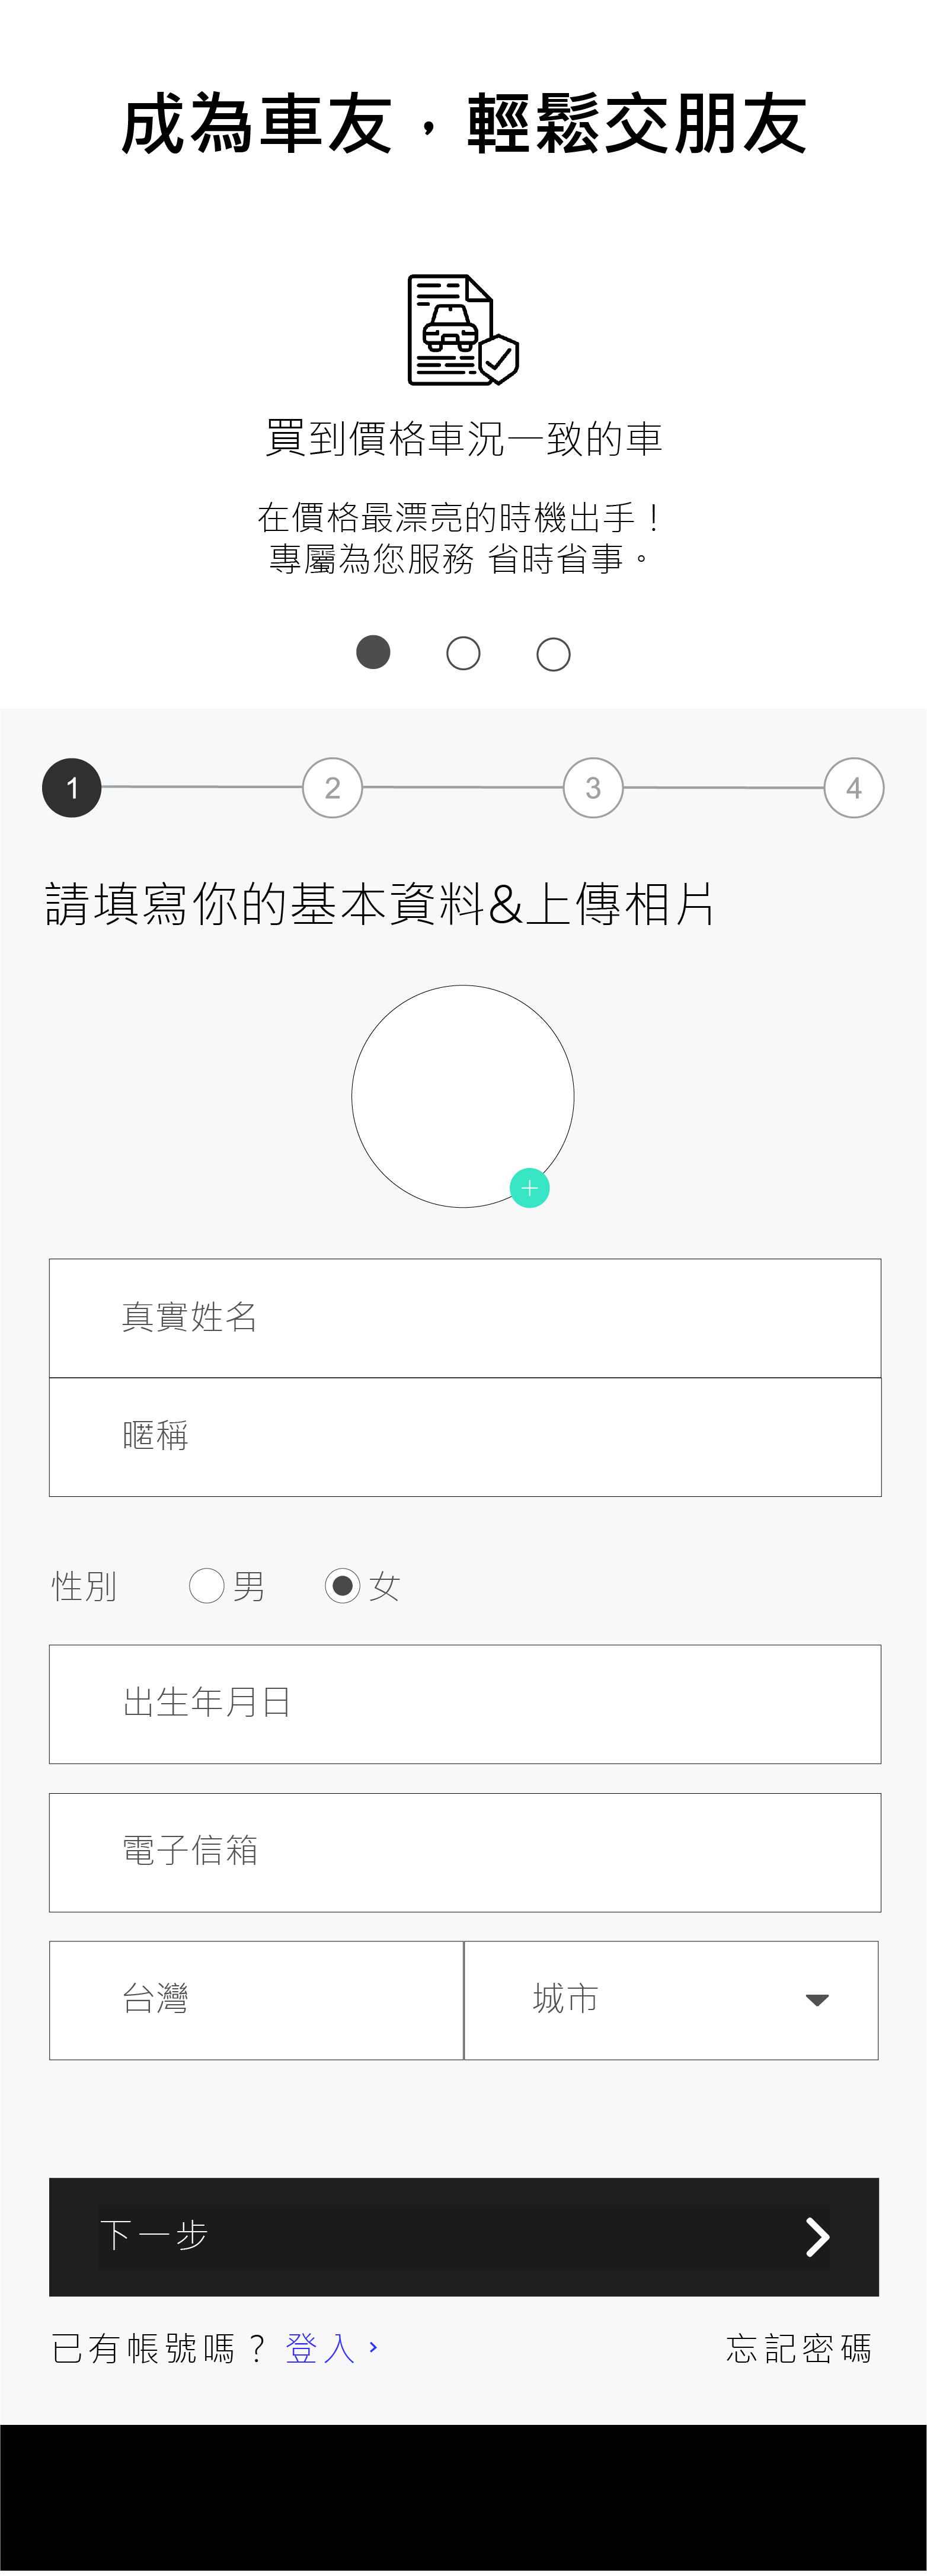 成為車友，輕鬆交朋友
買到價格車況一致的車
在價格最漂亮的時機出手！
專屬為您服務 省時省事。
1 2 3 4
請填寫你的基本資料&上傳相片
真實姓名
暱稱
性別 男 女
出生年月日
電子信箱
台灣 城市
下一步
已有帳號嗎？登入 > 忘記密碼